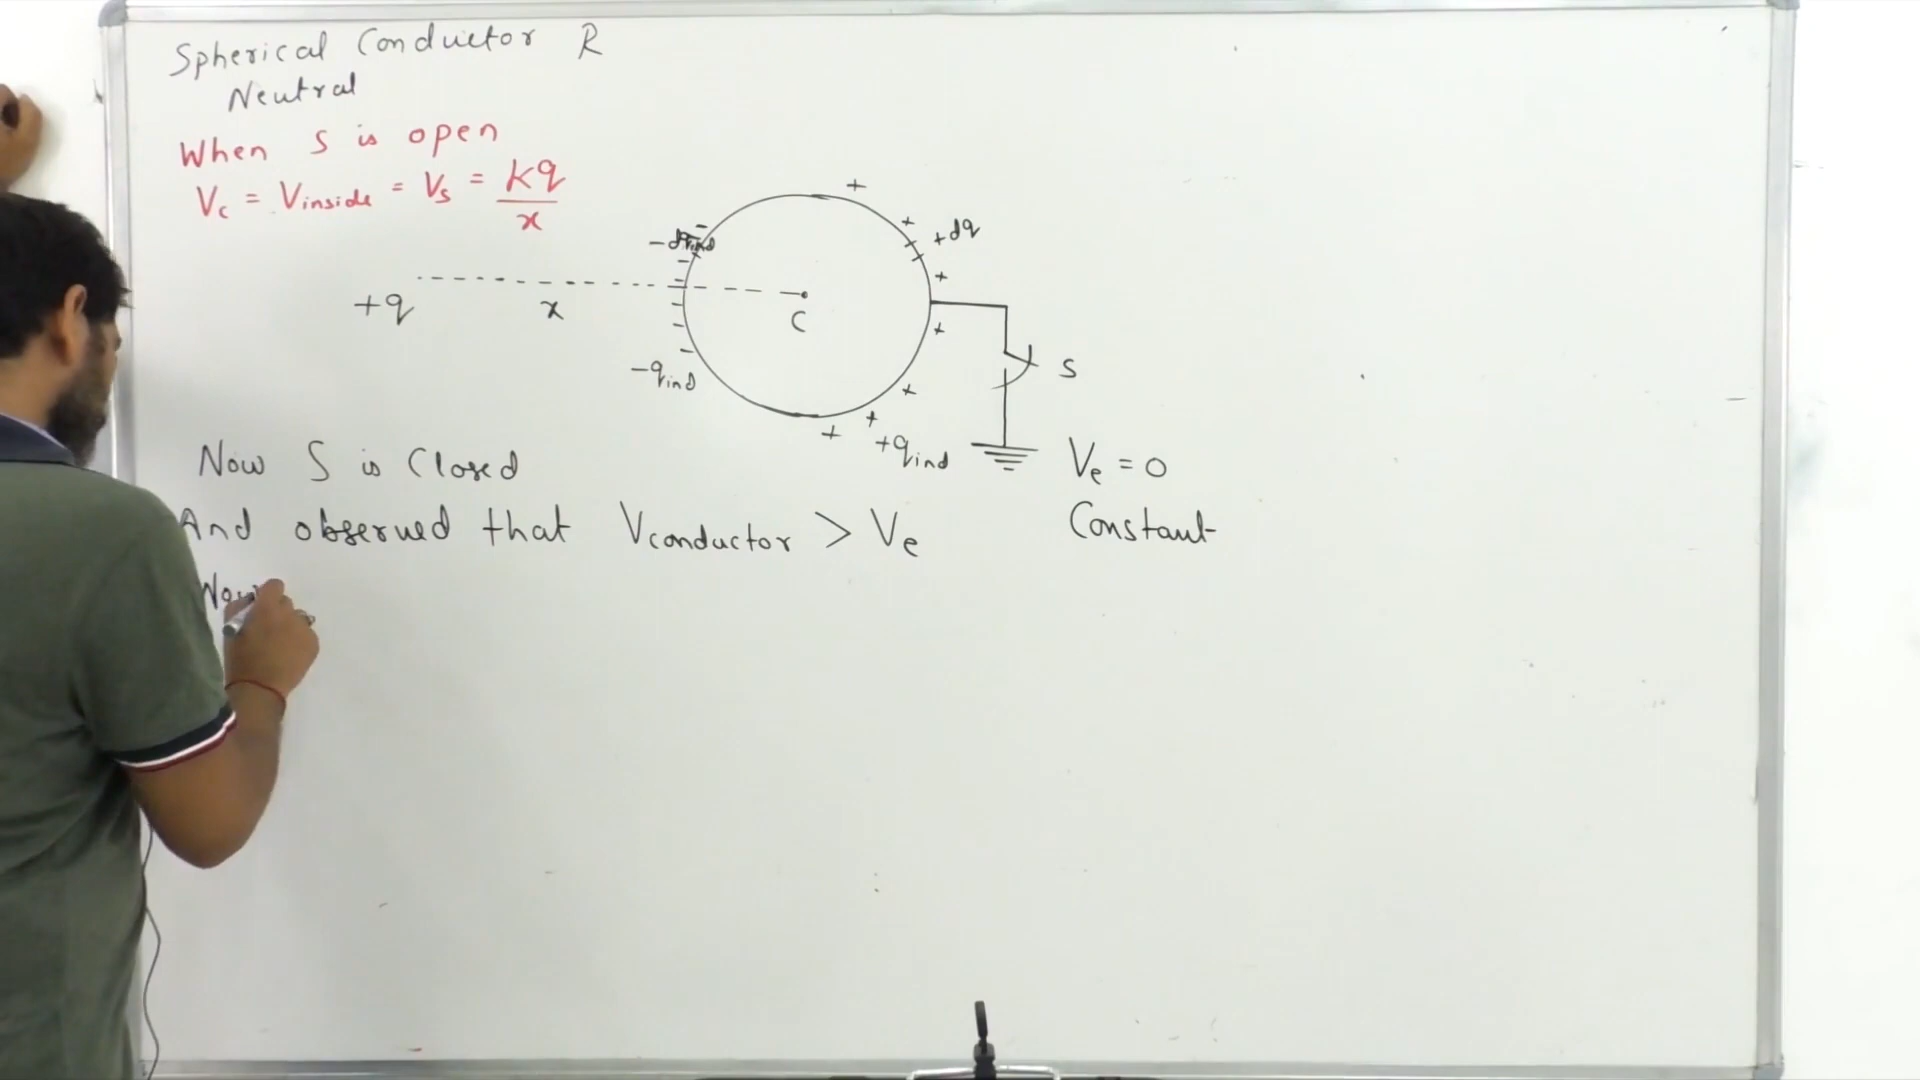 Spherical Conductor R
Neutral
When S is open
Vc = Vinside = Vs = kq/x
+
+ +dq
- - - - - -
+q x C
+ + + + + +
-qind
S
+qind
Now S is Closed
Ve = 0
And observed that Vconductor > Ve
Constant
Now